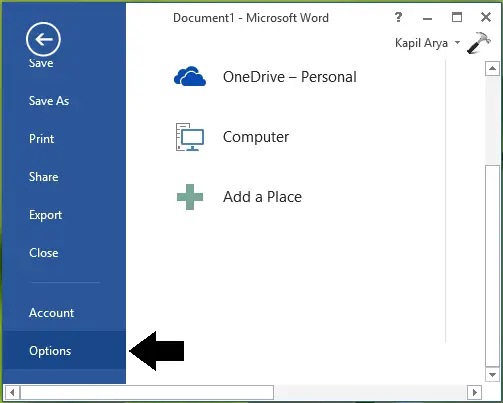 Document1 - Microsoft Word
?
Kapil Arya
Save
Save As
Print
Share
Export
Close
Account
Options
OneDrive – Personal
Computer
Add a Place